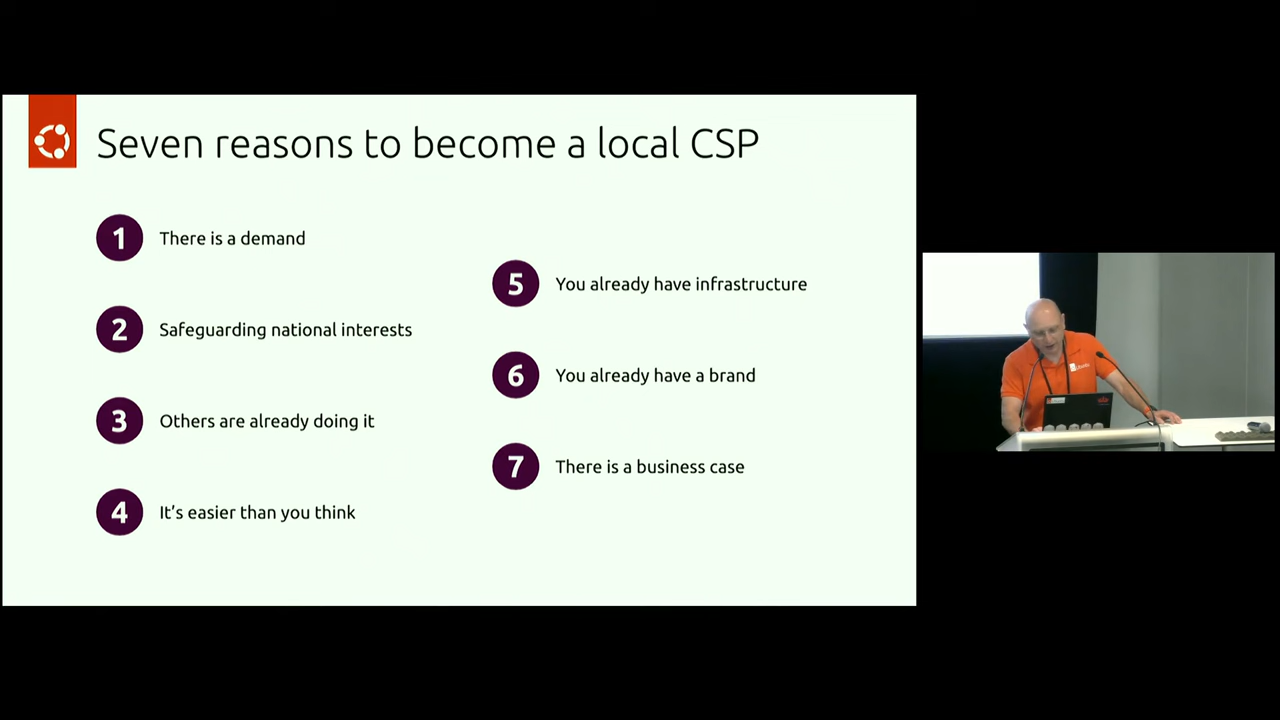 Seven reasons to become a local CSP
1 There is a demand
2 Safeguarding national interests
3 Others are already doing it
4 It's easier than you think
5 You already have infrastructure
6 You already have a brand
7 There is a business case